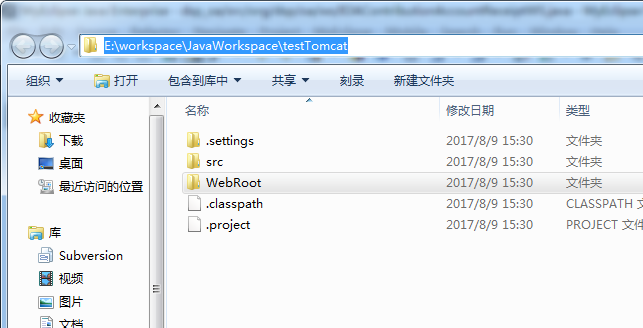 E:\workspace\JavaWorkspace\testTomcat
组织 打开 包含到库中 共享 刻录 新建文件夹
收藏夹
下载
桌面
最近访问的位置
库
Subversion
视频
图片
文档
名称 修改日期 类型
.settings 2017/8/9 15:30 文件夹
src 2017/8/9 15:30 文件夹
WebRoot 2017/8/9 15:30 文件夹
.classpath 2017/8/9 15:30 CLASSPATH 文
.project 2017/8/9 15:30 PROJECT 文件